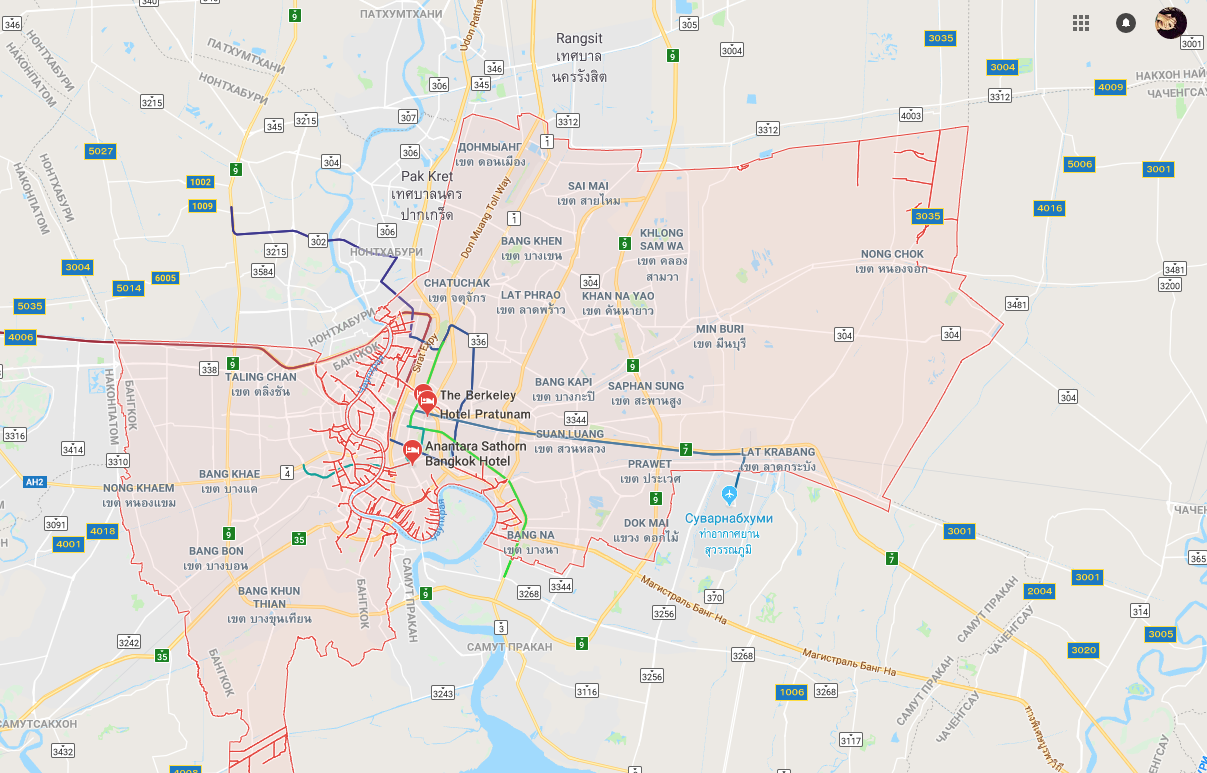 346
340
ПАТХУМТХАНИ
9
305
3035
3001
Rangsit
เทศบาล
นครรังสิต
Udon Rattha
3004
9
346
345
306
3004
3312
4009
НАКХОН НАЙ
ЧАЧЕНГСАУ
НОНТХАБУРИ
НАКОНПАТОМ
ПАТХУМТХАНИ
НОНТХАБУРИ
3215
345
3215
307
3312
1
3312
4003
5027
304
306
ДОНМЫАНГ
เขต ดอนเมือง
5006
3001
9
1002
1009
Pak Kret
เทศบาลนคร
ปากเกร็ด
SAI MAI
เขต สายไหม
НОНТХАБУРИ
НАКОНПАТОМ
Don Muang Toll Way
1
3035
4016
302
306
3215
НОНТХАБУРИ
BANG KHEN
เขต บางเขน
9
KHLONG
SAM WA
เขต คลอง
สามวา
NONG CHOK
เขต หนองจอก
3004
3584
6005
5014
CHATUCHAK
เขต จตุจักร
304
3481
3200
5035
LAT PHRAO
เขต ลาดพร้าว
KHAN NA YAO
เขต คันนายาว
3481
4006
НОНТХАБУРИ
БАНГКОК
Sirat Expy
336
MIN BURI
เขต มีนบุรี
304
304
338
9
TALING CHAN
เขต ตลิ่งชัน
НАКОНПАТОМ
БАНГКОК
The Berkeley
Hotel Pratunam
BANG KAPI
เขต บางกะปิ
9
SAPHAN SUNG
เขต สะพานสูง
304
3344
3316
3414
3310
Anantara Sathorn
Bangkok Hotel
SUAN LUANG
เขต สวนหลวง
7
LAT KRABANG
เขต ลาดกระบัง
AH2
BANG KHAE
เขต บางแค
4
PRAWET
เขต ประเวศ
NONG KHAEM
เขต หนองแขม
9
Суварнабхуми
ท่าอากาศยาน
สุวรรณภูมิ
3091
4018
4001
9
35
DOK MAI
แขวง ดอกไม้
3001
BANG NA
เขต บางนา
BANG BON
เขต บางบอน
7
365
BANG KHUN
THIAN
เขต บางขุนเทียน
БАНГКОК
САМУТ ПРАКАН
9
3268
3344
Магистраль Банг На
370
3256
3001
2004
314
3242
35
3
9
САМУТ ПРАКАН
3268
САМУТ ПРАКАН
ЧАЧЕНГСАУ
3005
3020
БАНГКОК
3243
3116
3256
Магистраль Банг На
1006
3268
САМУТ ПРАКАН
ЧАЧЕНГСАУ
САМУТСАКХОН
3432
3117
ЧАЧЕНГСАУ